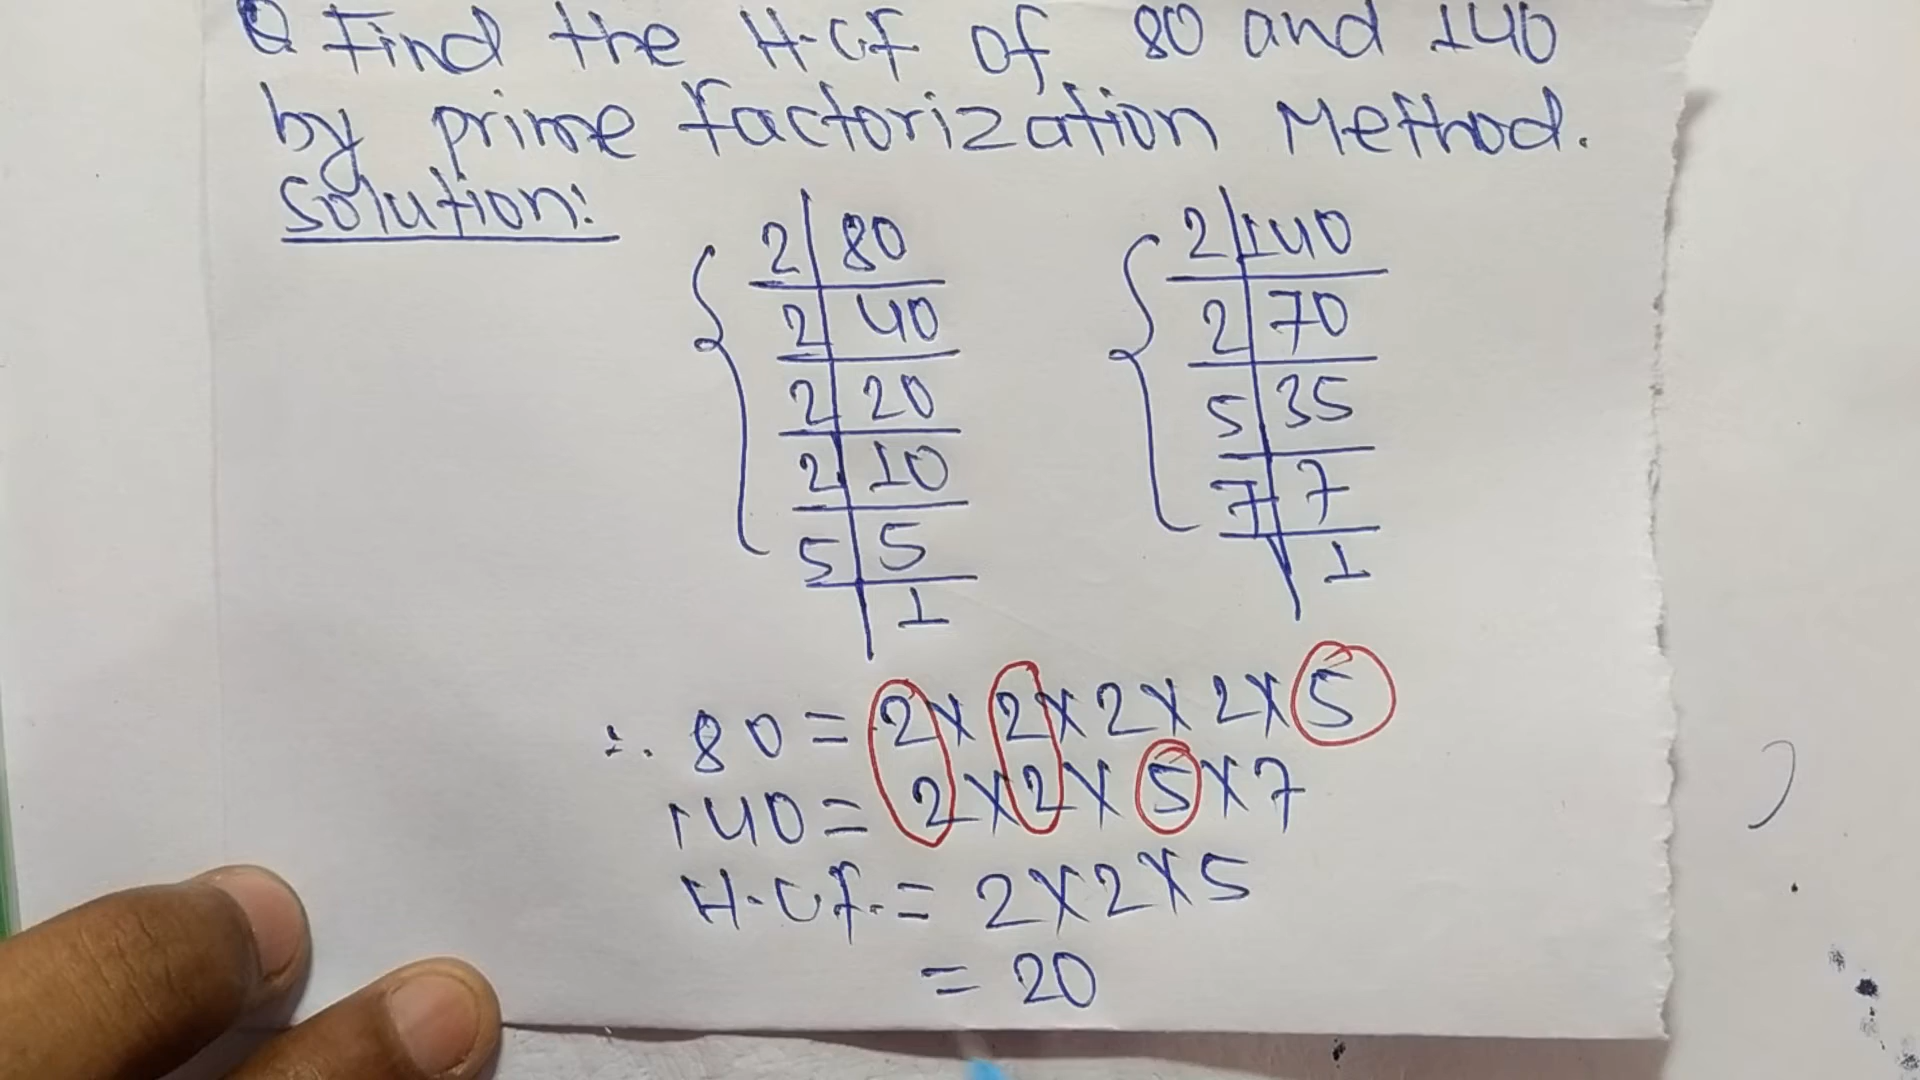 Q Find the H.C.F of 80 and 140
by prime factorization Method.
Solution:
2 | 80
2 | 40
2 | 20
2 | 10
5 | 5
1
2 | 140
2 | 70
5 | 35
7 | 7
1
∴ 80 = 2 x 2 x 2 x 2 x 5
140 = 2 x 2 x 5 x 7
H.C.F. = 2 x 2 x 5
= 20